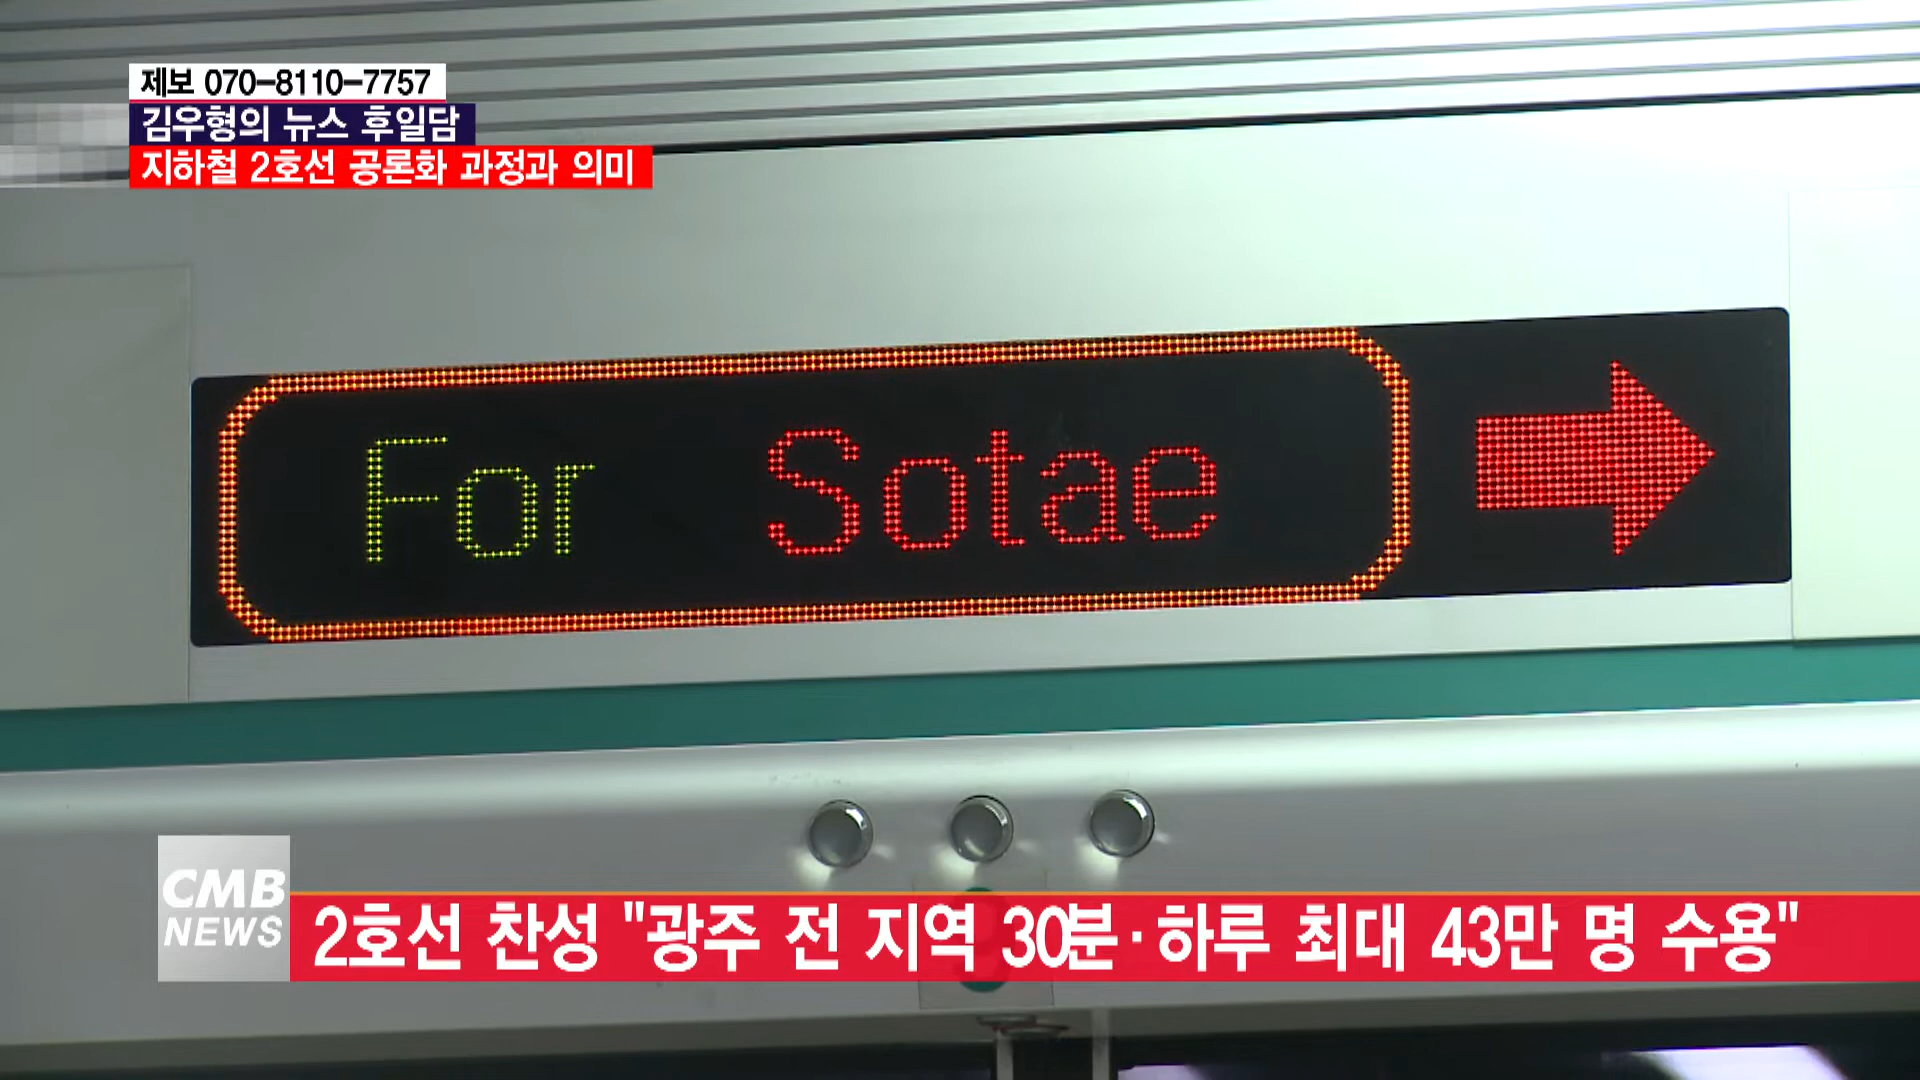 제보 070-8110-7757
김우형의 뉴스 후일담
지하철 2호선 공론화 과정과 의미
For Sotae
CMB
NEWS
2호선 찬성 "광주 전 지역 30분·하루 최대 43만 명 수용"